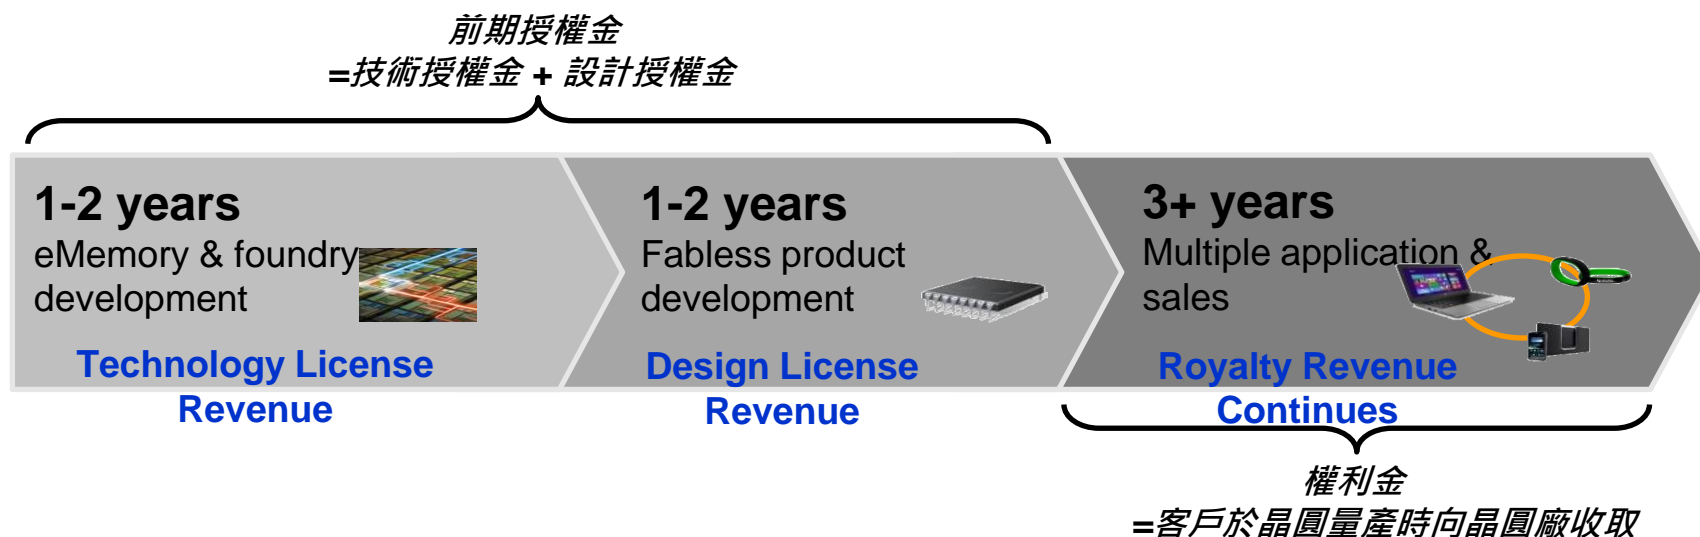 前期授權金
=技術授權金 + 設計授權金
1-2 years
eMemory & foundry
development
Technology License
Revenue
1-2 years
Fabless product
development
Design License
Revenue
3+ years
Multiple application &
sales
Royalty Revenue
Continues
權利金
=客戶於晶圓量產時向晶圓廠收取